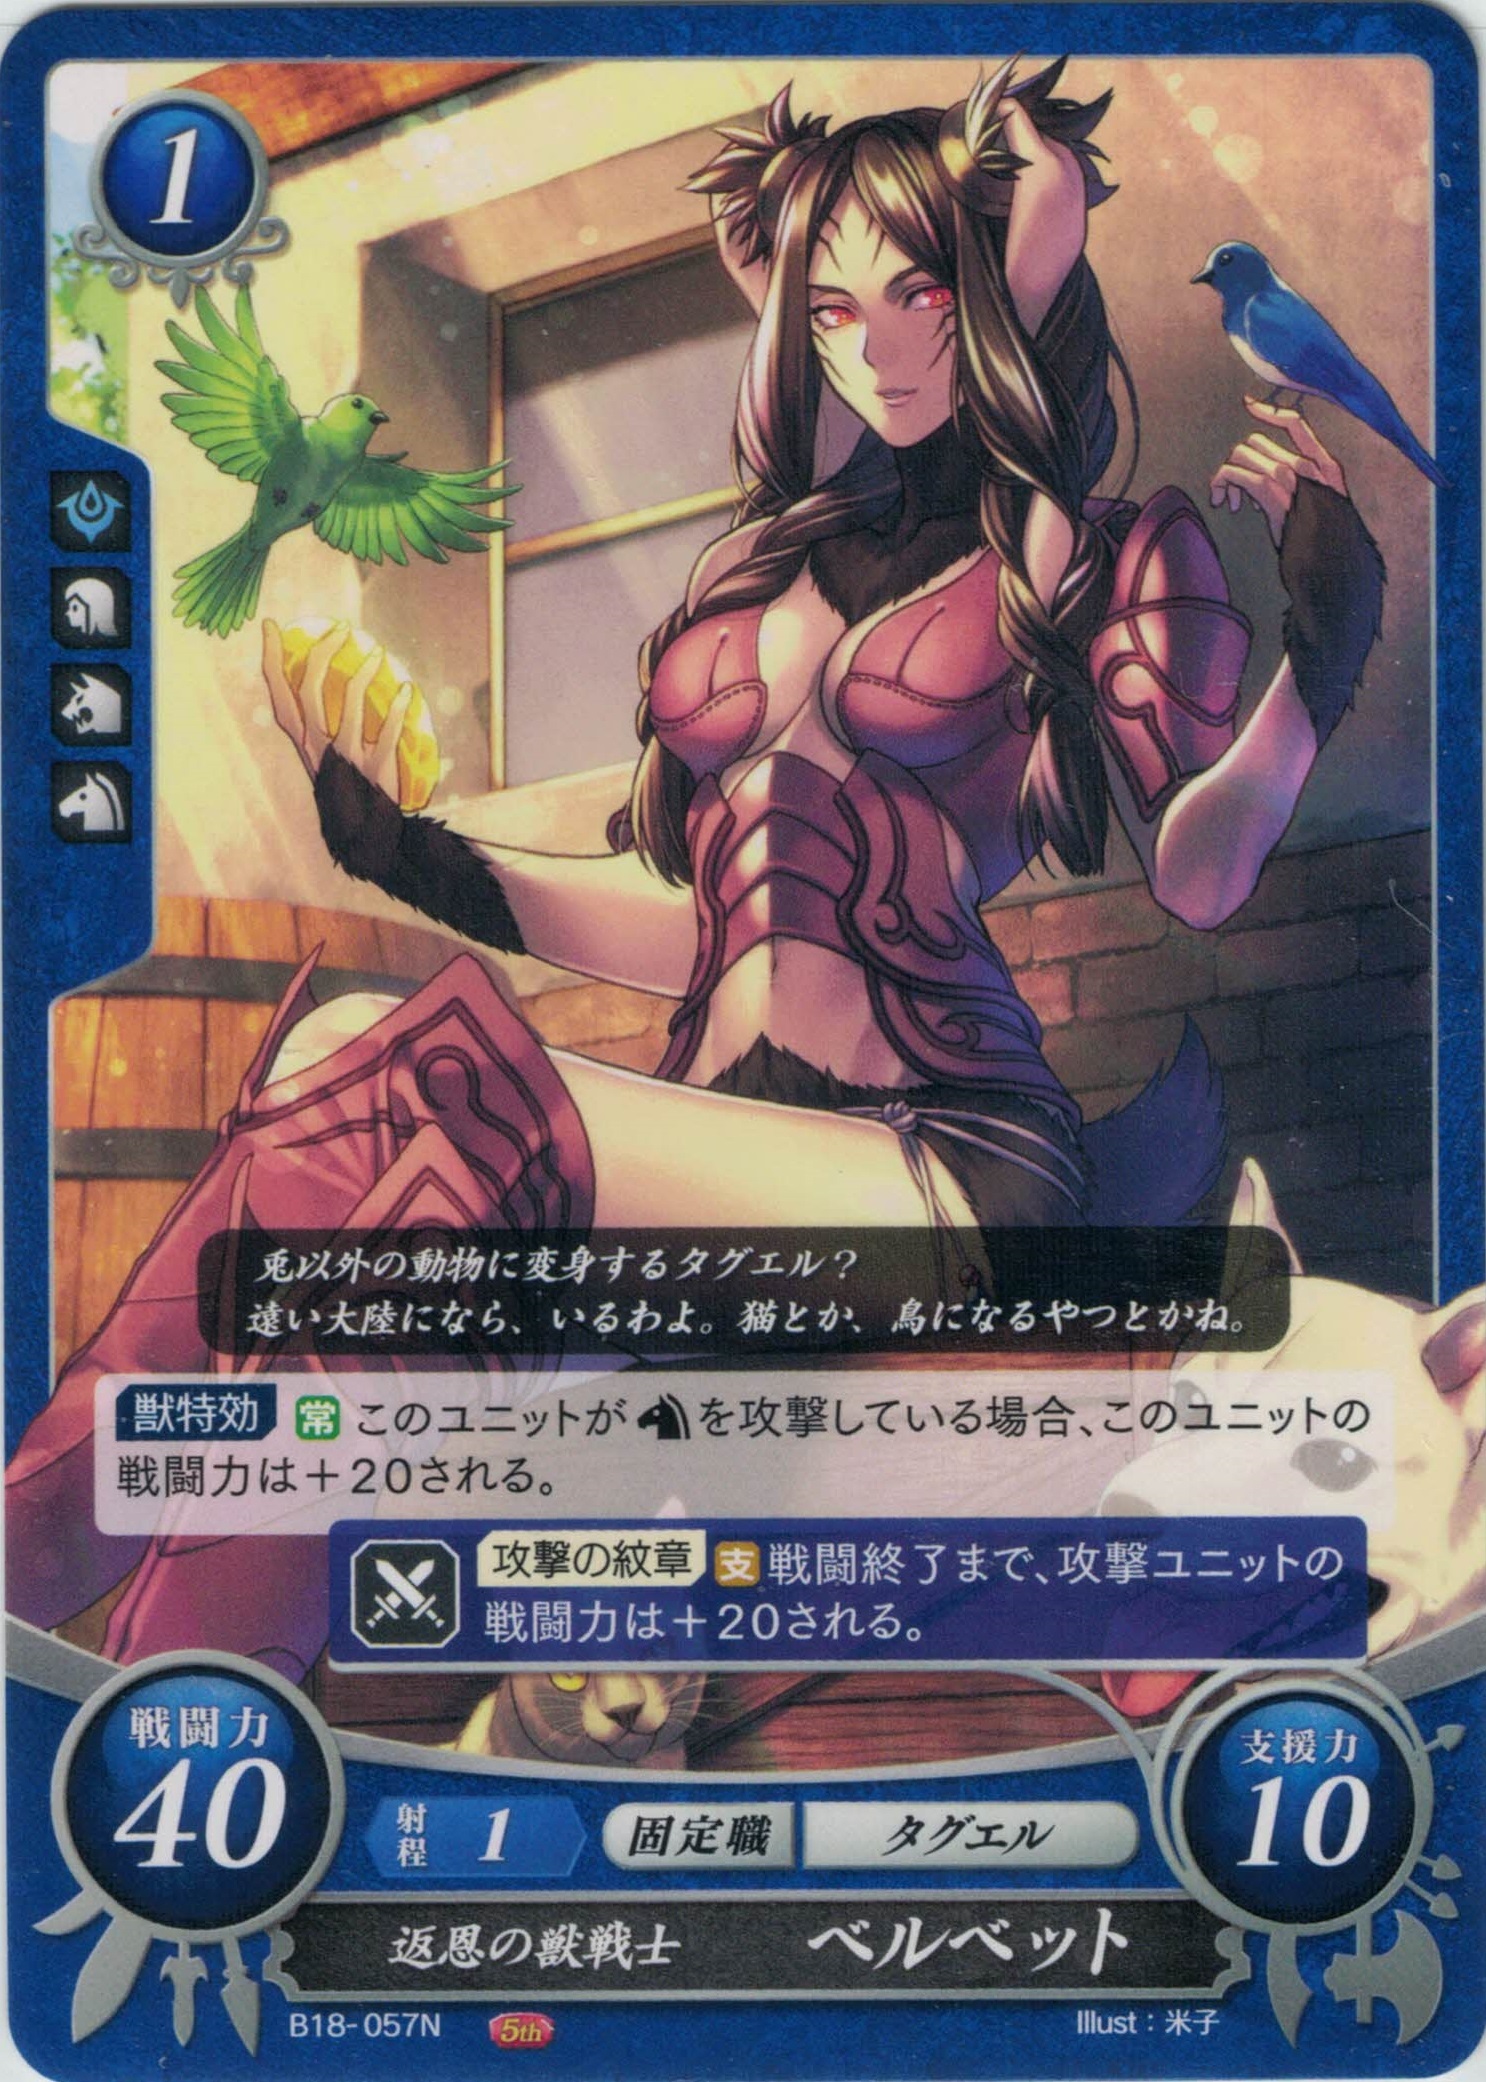 1
兎以外の動物に変身するタグエル？
遠い大陸になら、いるわよ。猫とか、鳥になるやつとかね。
獣特効 常 このユニットが を攻撃している場合、このユニットの
戦闘力は＋20される。
攻撃の紋章 支 戦闘終了まで、攻撃ユニットの
戦闘力は＋20される。
戦闘力
40
射程 1
固定職 タグエル
支援力
10
返恩の獣戦士 ベルベット
B18-057N 5th Illust：米子